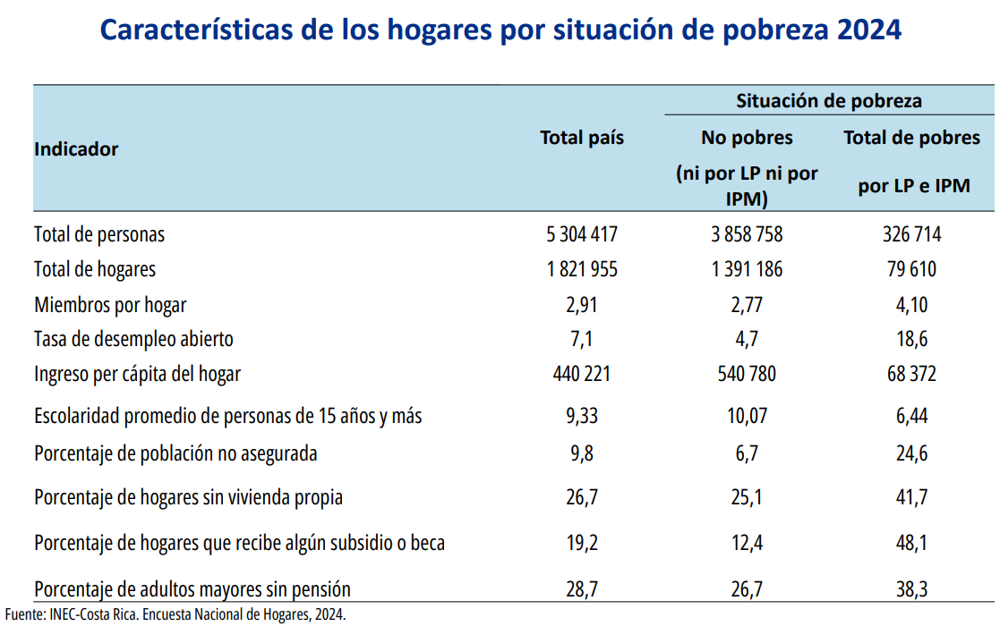 Características de los hogares por situación de pobreza 2024
Situación de pobreza
Indicador Total país No pobres Total de pobres
(ni por LP ni por IPM) por LP e IPM
Total de personas 5 304 417 3 858 758 326 714
Total de hogares 1 821 955 1 391 186 79 610
Miembros por hogar 2,91 2,77 4,10
Tasa de desempleo abierto 7,1 4,7 18,6
Ingreso per cápita del hogar 440 221 540 780 68 372
Escolaridad promedio de personas de 15 años y más 9,33 10,07 6,44
Porcentaje de población no asegurada 9,8 6,7 24,6
Porcentaje de hogares sin vivienda propia 26,7 25,1 41,7
Porcentaje de hogares que recibe algún subsidio o beca 19,2 12,4 48,1
Porcentaje de adultos mayores sin pensión 28,7 26,7 38,3
Fuente: INEC-Costa Rica. Encuesta Nacional de Hogares, 2024.